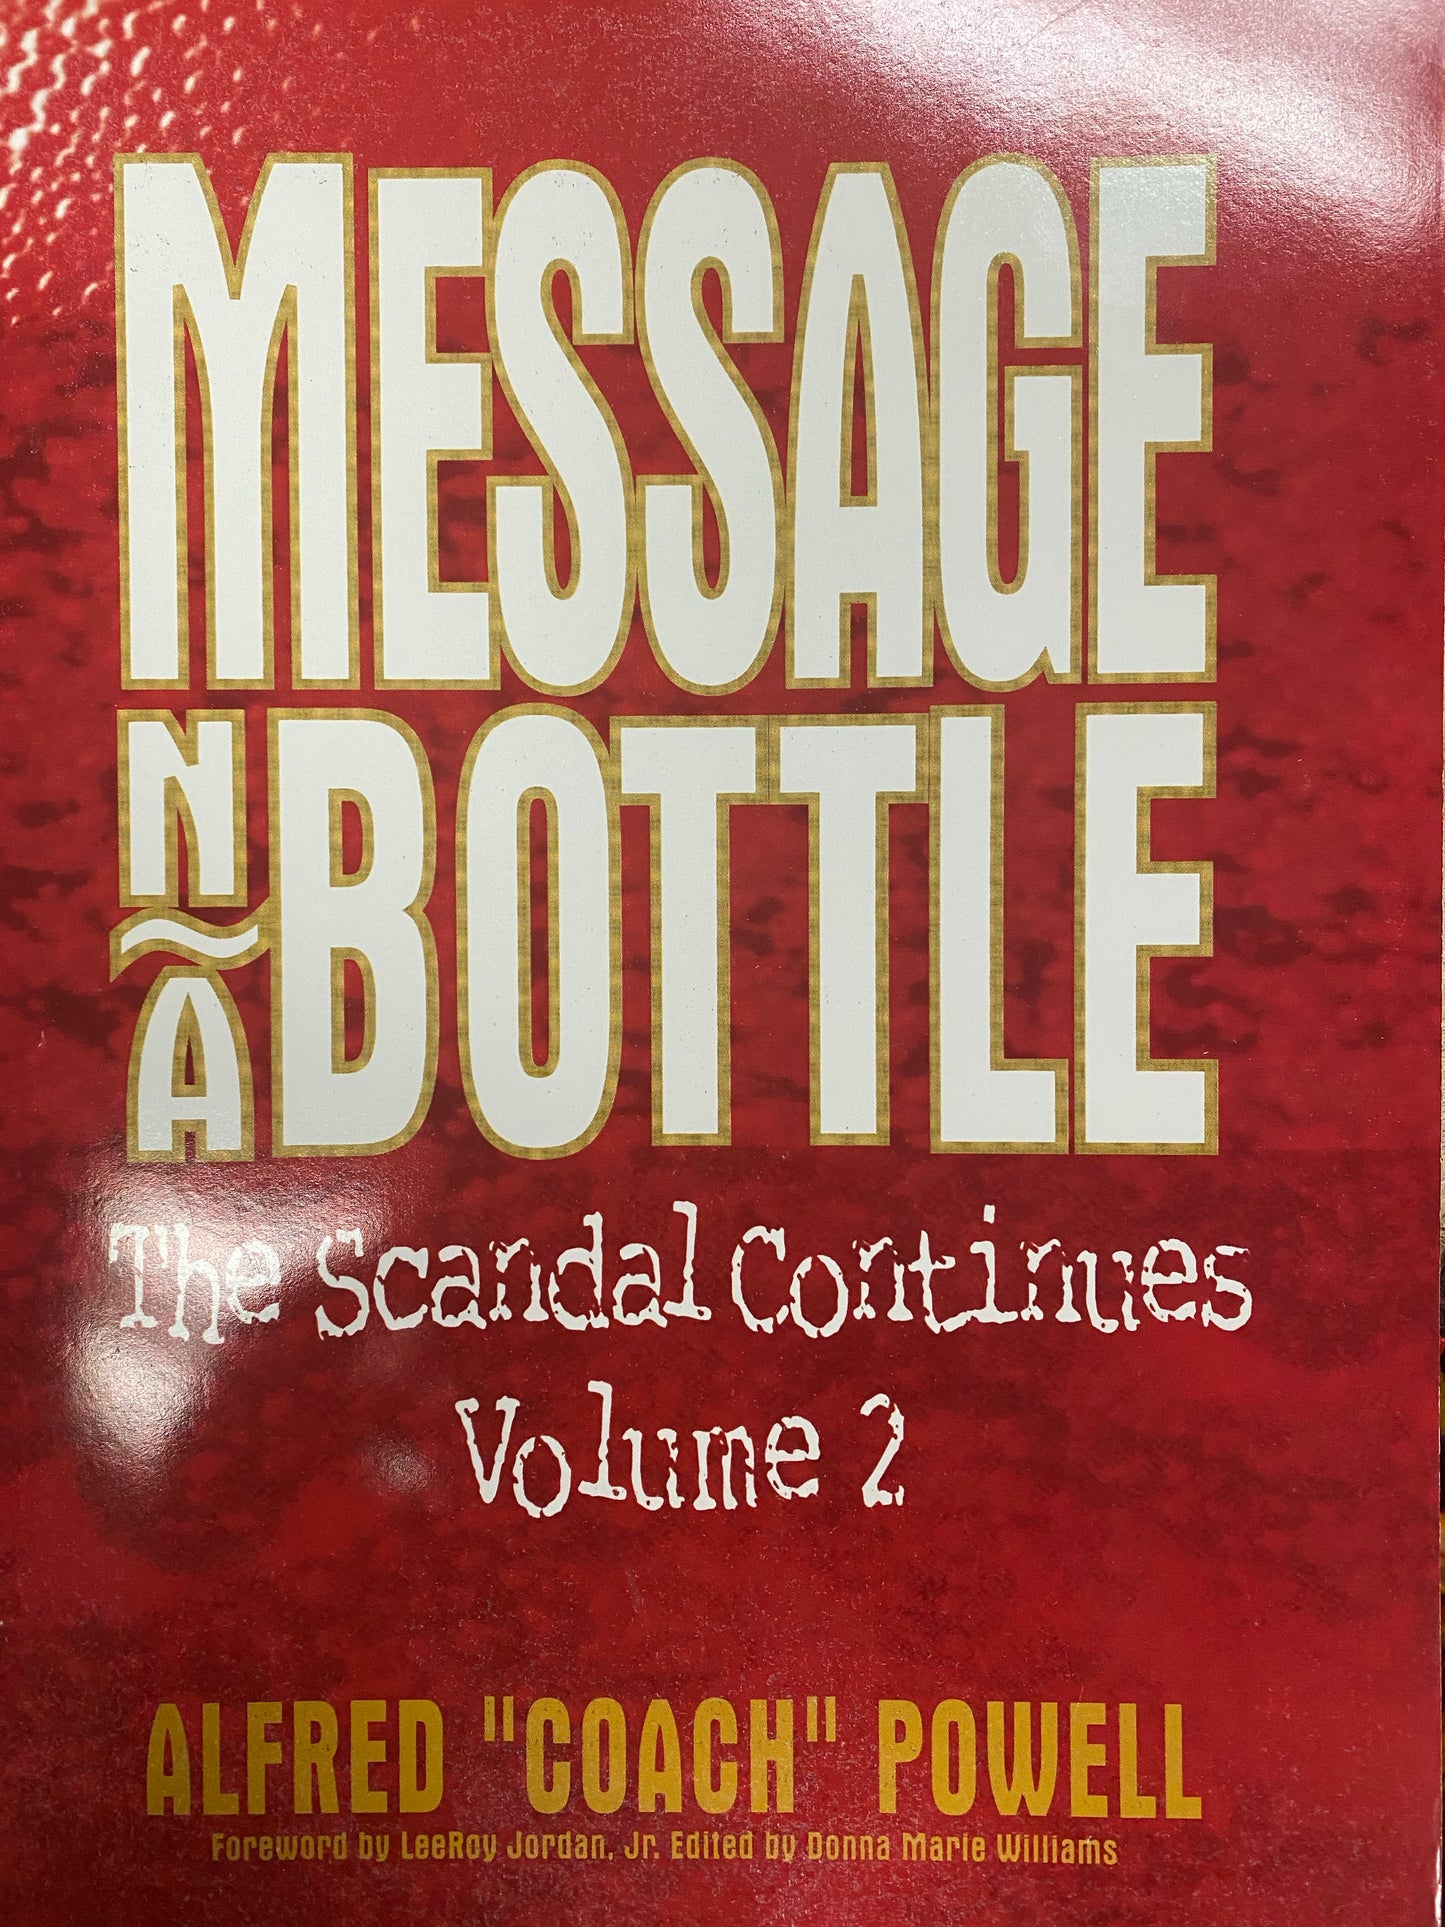 MESSAGE
N
~
A BOTTLE
The Scandal Continues
Volume 2
ALFRED "COACH" POWELL
Foreword by LeeRoy Jordan, Jr. Edited by Donna Marie Williams